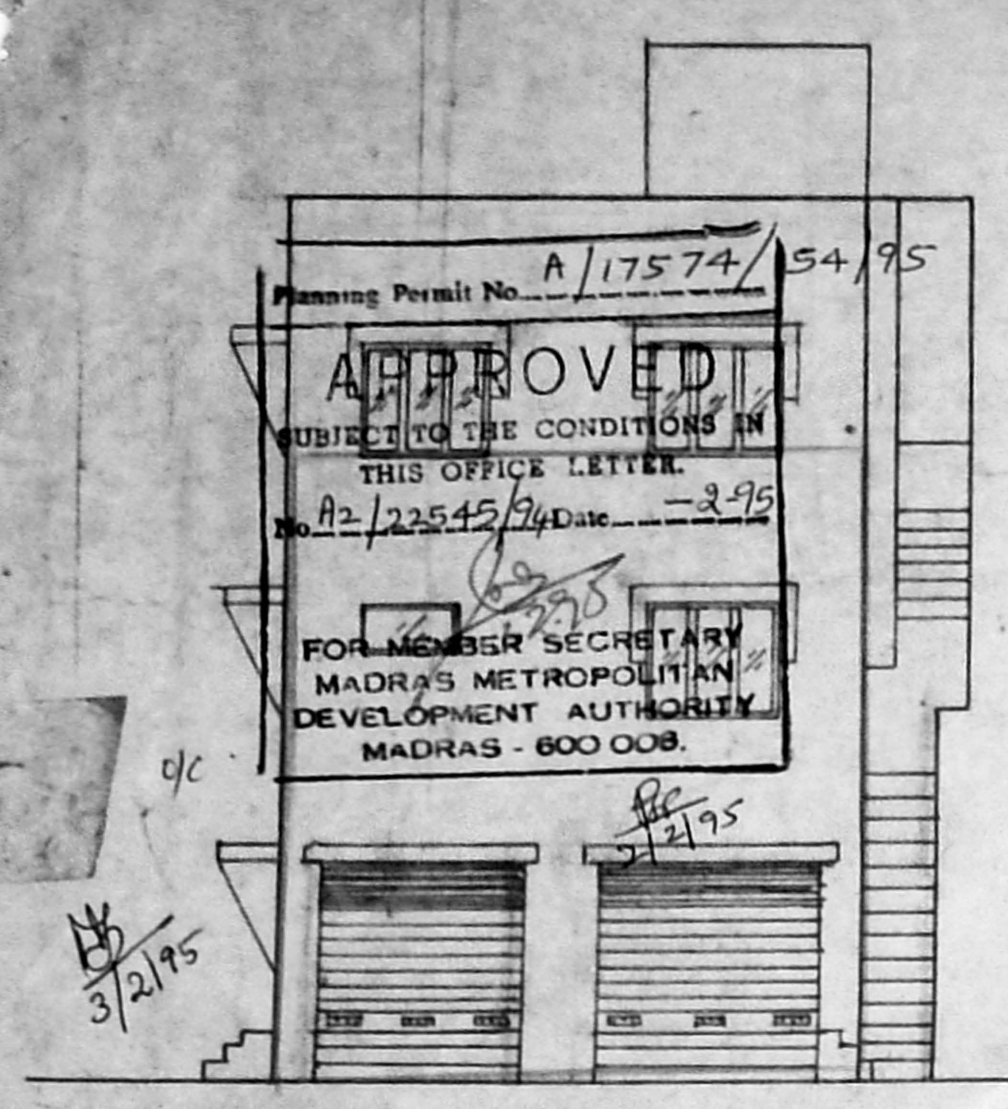 Planning Permit No. A/17574/154/95
APPROVED
SUBJECT TO THE CONDITIONS IN
THIS OFFICE LETTER.
No. A2/22545/94 Date -2-95
FOR MEMBER SECRETARY
MADRAS METROPOLITAN
DEVELOPMENT AUTHORITY
MADRAS - 600 008.
O/C
2/2/95
3/2/95